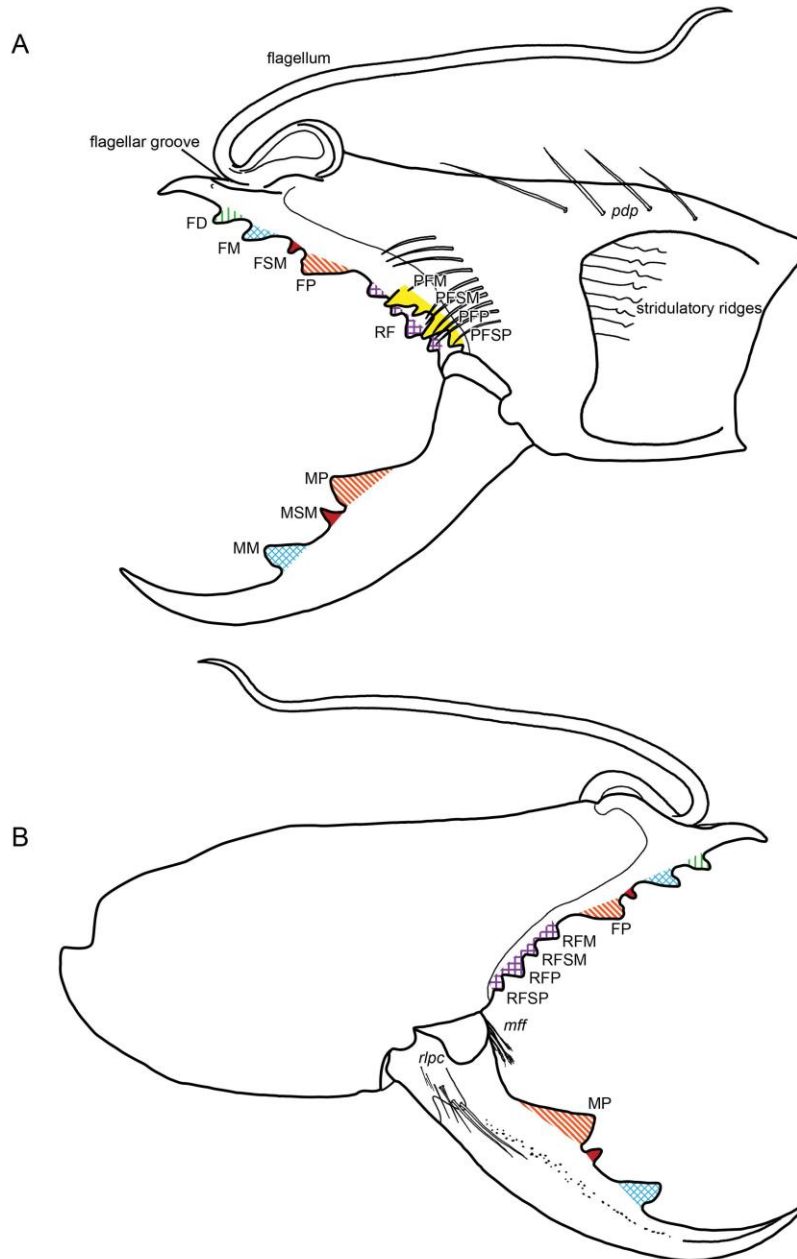 A
flagellum
flagellar groove
pdp
FD
FM
FSM
FP
PFM
PFSM
PFP
PFSP
RF
stridulatory ridges
MP
MSM
MM
B
FP
RFM
RFSM
RFP
RFSP
mff
rlpc
MP